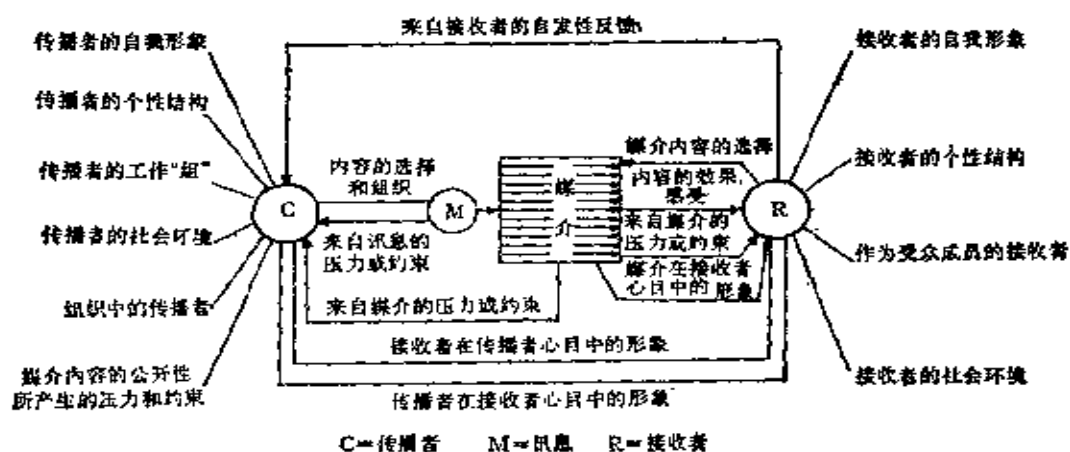 来自接收者的自发性反馈
传播者的自我形象
传播者的个性结构
传播者的工作“组”
传播者的社会环境
组织中的传播者
媒介内容的公开性
所产生的压力和约束
C
内容的选择
和组织
M
来自讯息的
压力或约束
来自媒介的压力或约束
媒
介
媒介内容的选择
内容的效果,
感受
来自媒介的
压力或约束
媒介在接收者
心目中的 形象
R
接收者在传播者心目中的形象
传播者在接收者心目中的形象
接收者的自我形象
接收者的个性结构
作为受众成员的接收者
接收者的社会环境
C=传播者 M=讯息 R=接收者